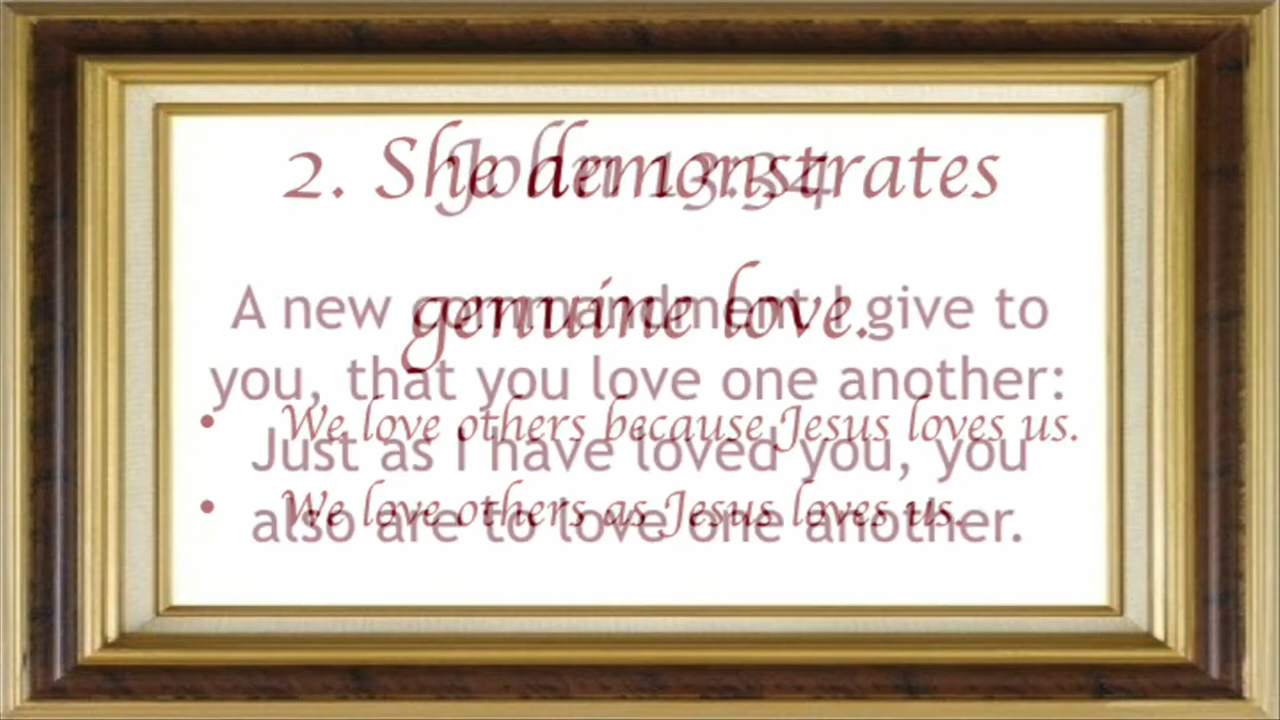 2. She demonstrates
genuine love.
• We love others because Jesus loves us.
• We love others as Jesus loves us.
John 13:34
A new commandment I give to
you, that you love one another:
Just as I have loved you, you
also are to love one another.